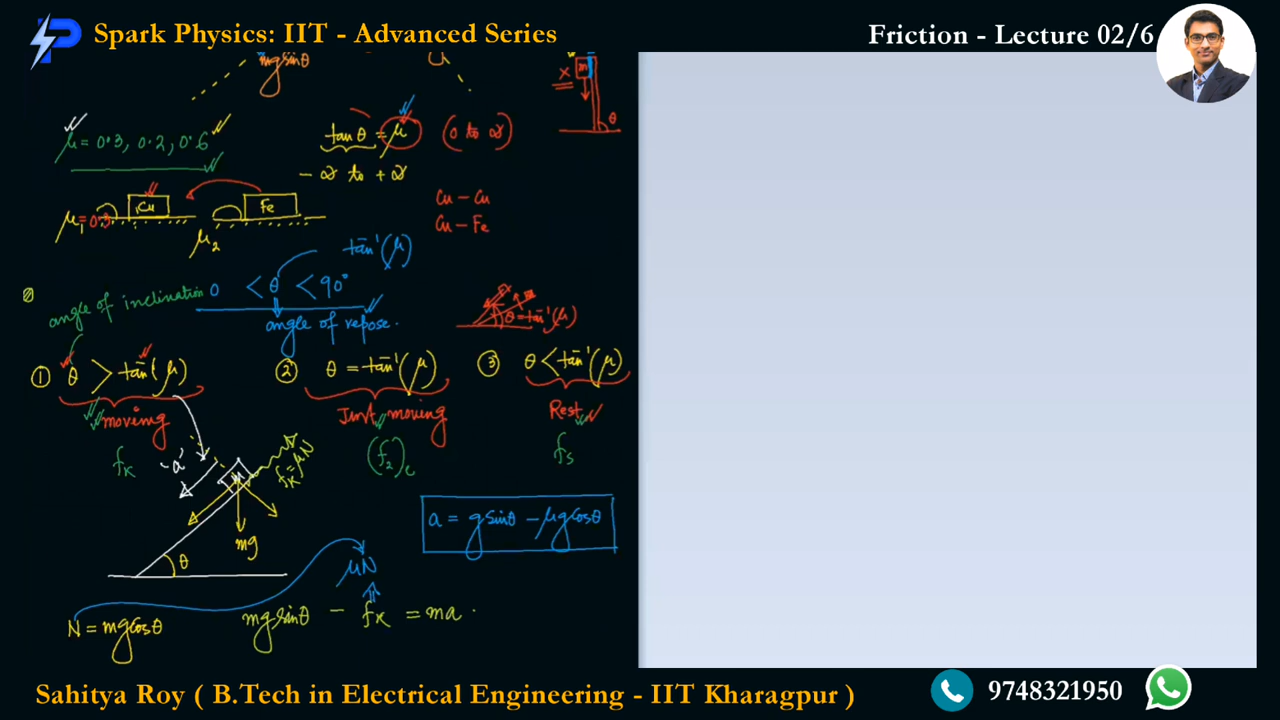 Spark Physics: IIT - Advanced Series
Friction - Lecture 02/6
mg sinθ
m
x
θ
μ = 0.3, 0.2, 0.6
tanθ = μ (0 to ∝)
- ∝ to + ∝
Cu - Cu
Cu - Fe
μ₁=0.3 Cu
μ₂ Fe
tan⁻¹(μ)
angle of inclination 0 < θ < 90°
angle of repose.
θ=tan⁻¹(μ)
① θ > tan⁻¹(μ)
② θ = tan⁻¹(μ)
③ θ < tan⁻¹(μ)
moving
Just moving
Rest
fK
fs
'a'
fK=μN
mg
θ
a = g sinθ - μg cosθ
μN
N = mg cosθ
mg sinθ - fK = ma
Sahitya Roy ( B.Tech in Electrical Engineering - IIT Kharagpur )
9748321950